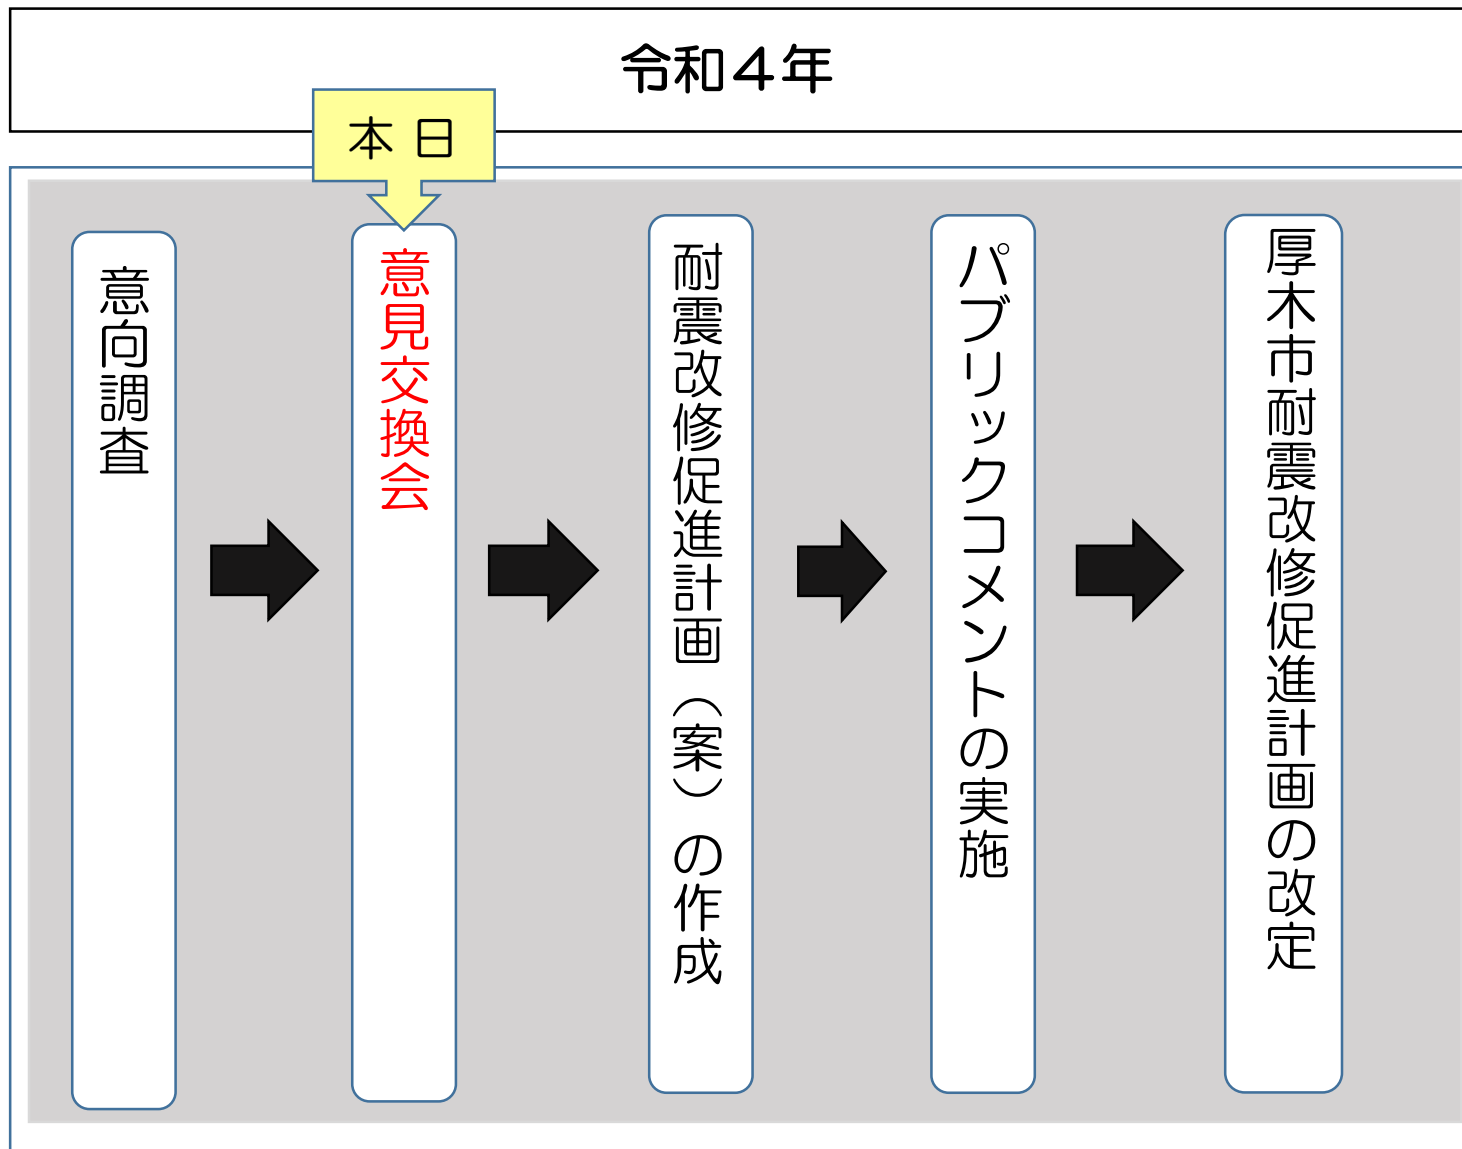 令和４年
本日
意向調査
意見交換会
耐震改修促進計画（案）の作成
パブリックコメントの実施
厚木市耐震改修促進計画の改定